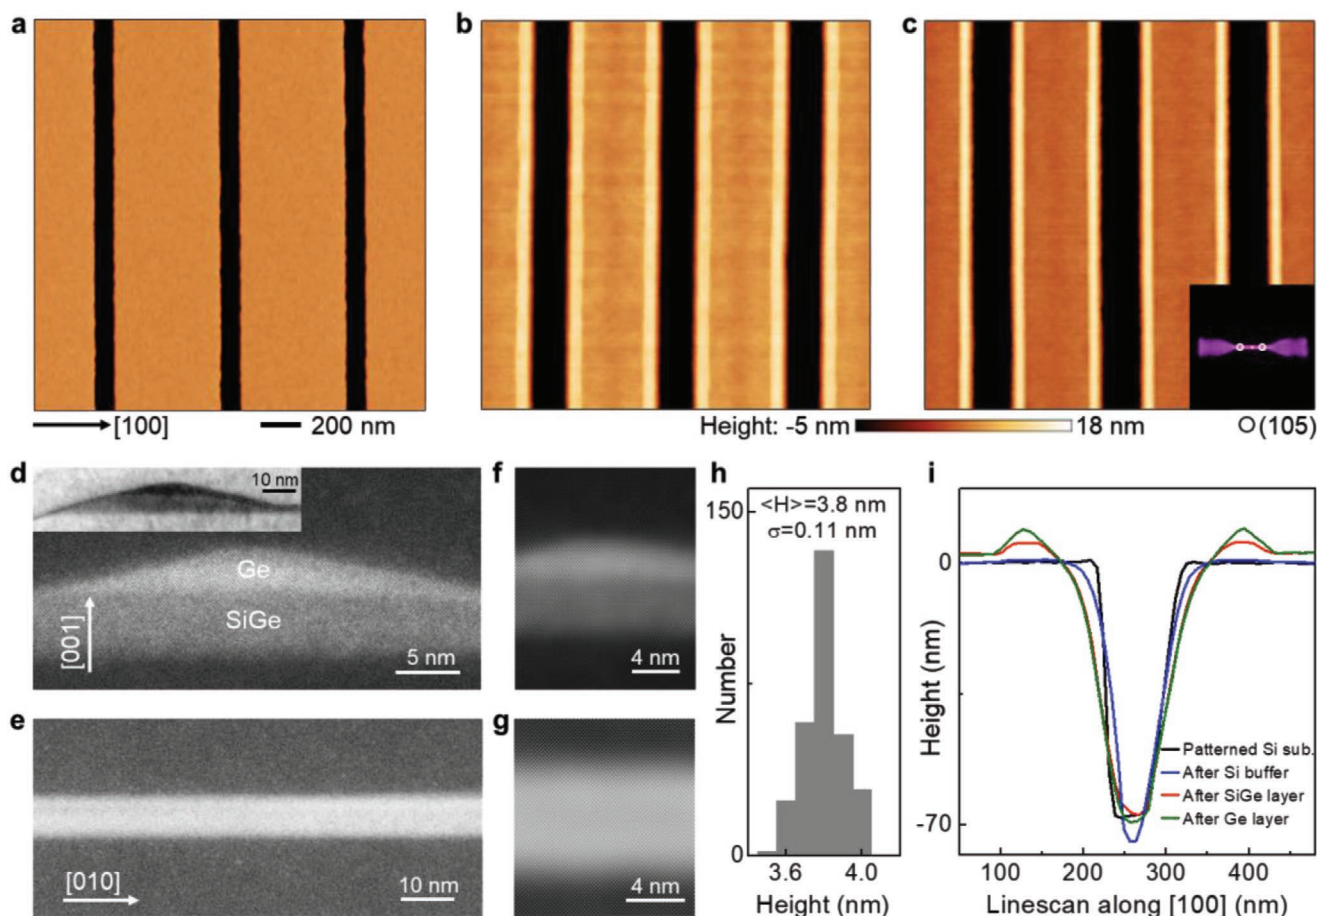 a
b
c
[100]
200 nm
Height: -5 nm
18 nm
(105)
d
10 nm
Ge
SiGe
[001]
5 nm
f
4 nm
h
<H>=3.8 nm
σ=0.11 nm
150
Number
0
3.6
4.0
Height (nm)
i
0
-70
Height (nm)
Patterned Si sub.
After Si buffer
After SiGe layer
After Ge layer
100
200
300
400
Linescan along [100] (nm)
e
[010]
10 nm
g
4 nm